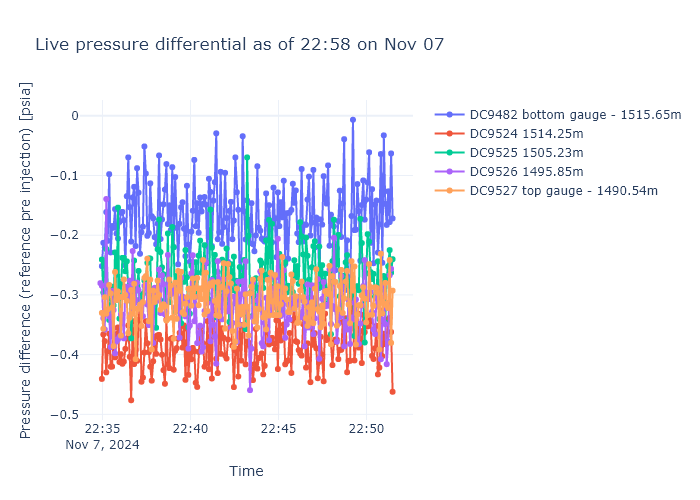 Live pressure differential as of 22:58 on Nov 07
Pressure difference (reference pre injection) [psia]
0
−0.1
−0.2
−0.3
−0.4
−0.5
22:35
Nov 7, 2024
22:40
22:45
22:50
Time
DC9482 bottom gauge - 1515.65m
DC9524 1514.25m
DC9525 1505.23m
DC9526 1495.85m
DC9527 top gauge - 1490.54m